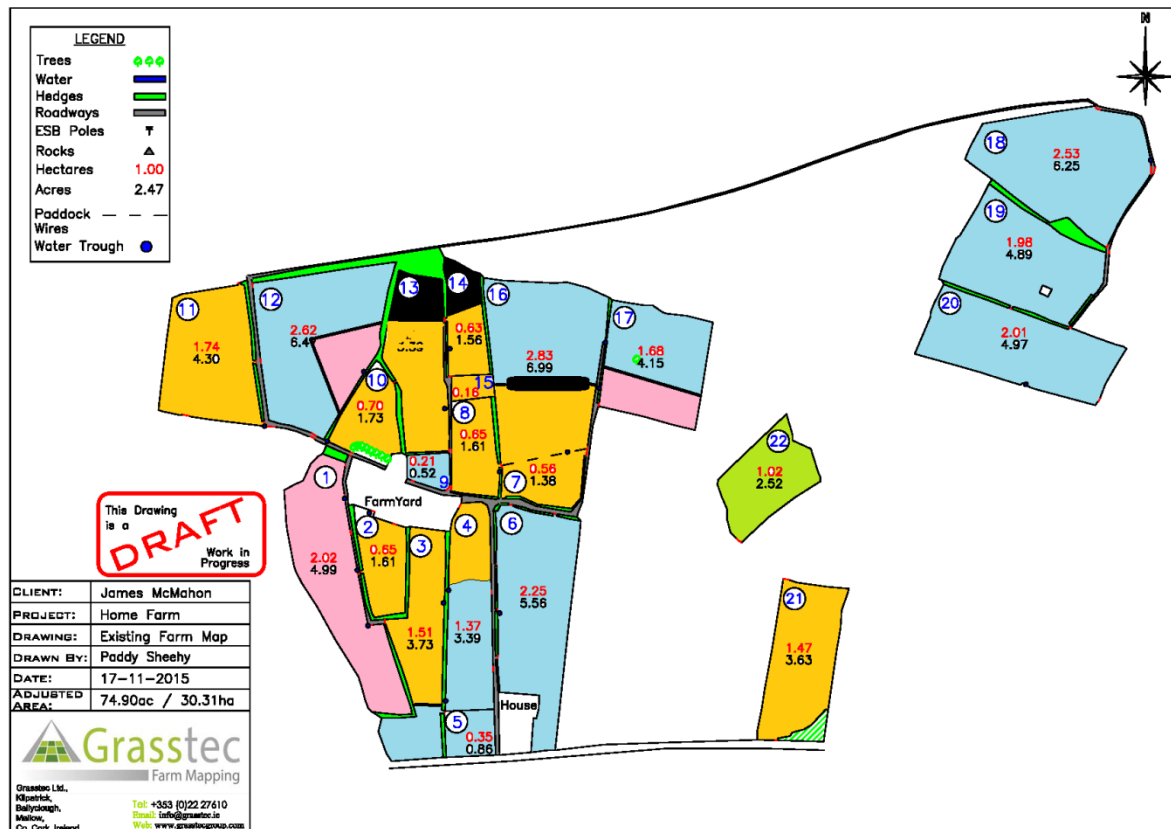 LEGEND
Trees
Water
Hedges
Roadways
ESB Poles
Rocks
Hectares 1.00
Acres 2.47
Paddock
Wires
Water Trough
N
18
2.53
6.25
19
1.98
4.89
20
2.01
4.97
11
1.74
4.30
12
2.62
13
14
0.63
1.56
16
2.83
6.99
17
1.68
4.15
10
0.70
1.73
15
0.16
8
0.65
1.61
0.21
0.52
9
7
0.56
1.38
22
1.02
2.52
1
2.02
4.99
FarmYard
2
0.65
1.61
3
1.51
3.73
4
1.37
3.39
6
2.25
5.56
5
0.35
0.86
House
21
1.47
3.63
This Drawing
is a
DRAFT
Work in
Progress
CLIENT: James McMahon
PROJECT: Home Farm
DRAWING: Existing Farm Map
DRAWN BY: Paddy Sheehy
DATE: 17-11-2015
ADJUSTED
AREA: 74.90ac / 30.31ha
Grasstec
Farm Mapping
Grasstec Ltd.,
Kilpatrick,
Ballyclough,
Mallow,
Co. Cork, Ireland
Tel: +353 (0)22 27610
Email: info@grasstec.ie
Web: www.grasstecgroup.com